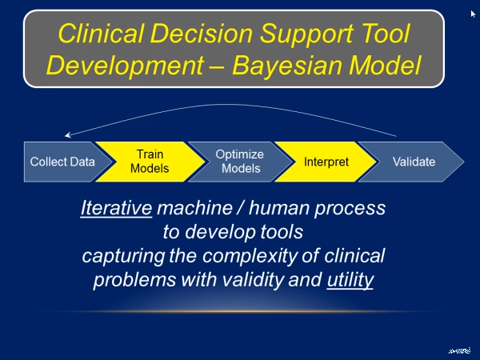 Clinical Decision Support Tool
Development – Bayesian Model
Collect Data
Train
Models
Optimize
Models
Interpret
Validate
Iterative machine / human process
to develop tools
capturing the complexity of clinical
problems with validity and utility